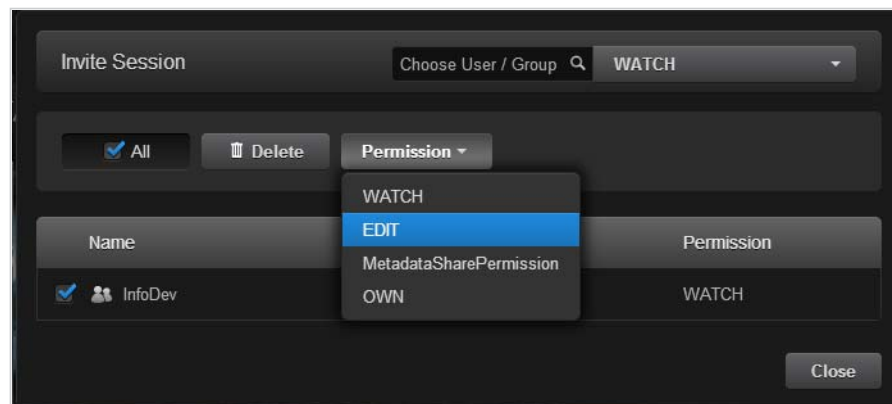 Invite Session Choose User / Group WATCH
All Delete Permission
WATCH
EDIT
MetadataSharePermission
OWN
Name Permission
InfoDev WATCH
Close